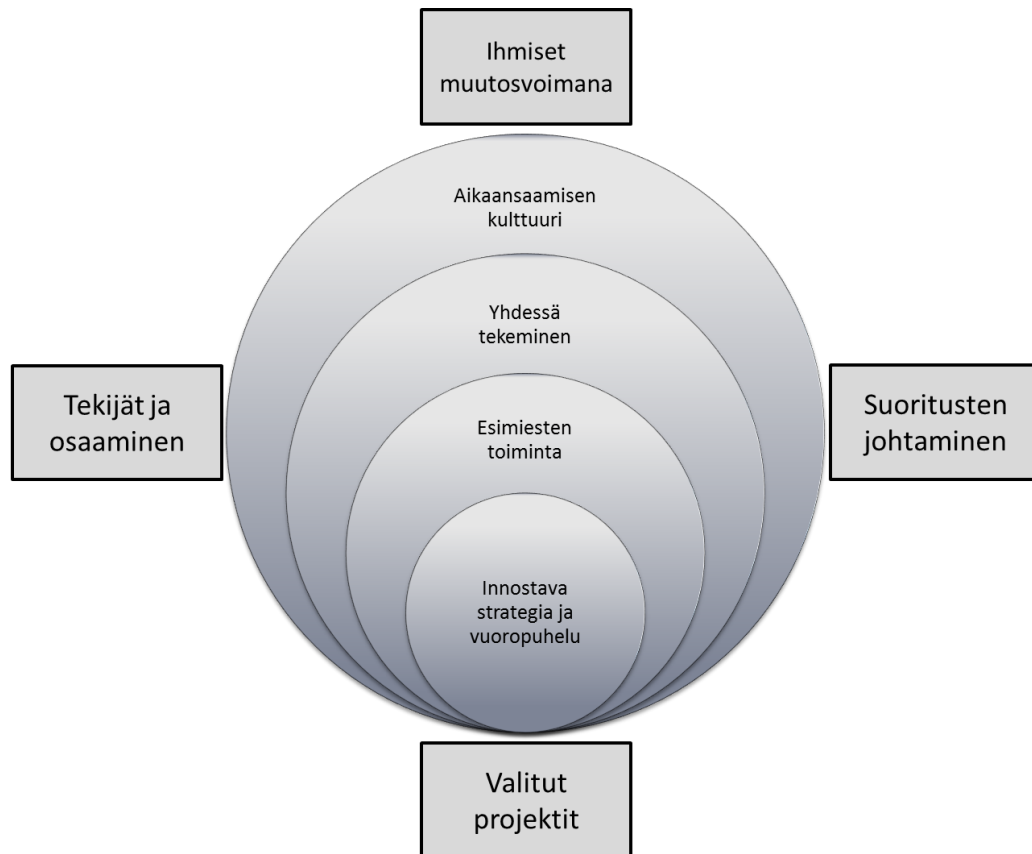 Ihmiset
muutosvoimana
Aikaansaamisen
kulttuuri
Yhdessä
tekeminen
Tekijät ja
osaaminen
Esimiesten
toiminta
Suoritusten
johtaminen
Innostava
strategia ja
vuoropuhelu
Valitut
projektit